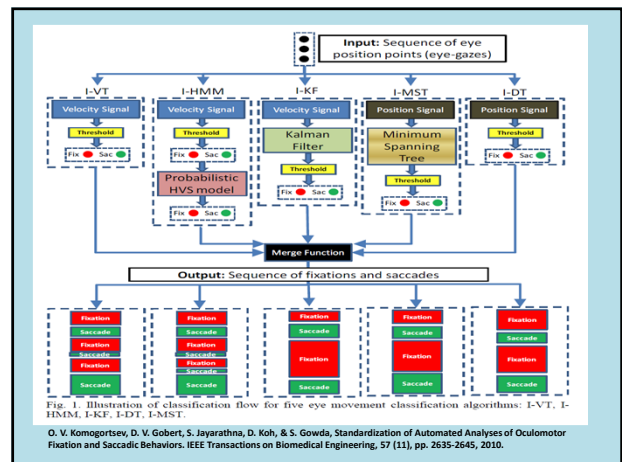 Input: Sequence of eye
position points (eye-gazes)
I-VT
I-HMM
I-KF
I-MST
I-DT
Velocity Signal
Velocity Signal
Velocity Signal
Position Signal
Position Signal
Threshold
Threshold
Kalman
Filter
Minimum
Spanning
Tree
Threshold
Fix Sac
Fix Sac
Threshold
Fix Sac
Probabilistic
HVS model
Fix Sac
Threshold
Fix Sac
Fix Sac
Merge Function
Output: Sequence of fixations and saccades
Fixation
Saccade
Fixation
Saccade
Fixation
Saccade
Fixation
Saccade
Fixation
Saccade
Fixation
Saccade
Saccade
Fixation
Saccade
Fixation
Saccade
Fixation
Saccade
Fixation
Saccade
Fixation
Saccade
Fixation
Saccade
Fig. 1. Illustration of classification flow for five eye movement classification algorithms: I-VT, I-
HMM, I-KF, I-DT, I-MST.
O. V. Komogortsev, D. V. Gobert, S. Jayarathna, D. Koh, & S. Gowda, Standardization of Automated Analyses of Oculomotor
Fixation and Saccadic Behaviors. IEEE Transactions on Biomedical Engineering, 57 (11), pp. 2635-2645, 2010.